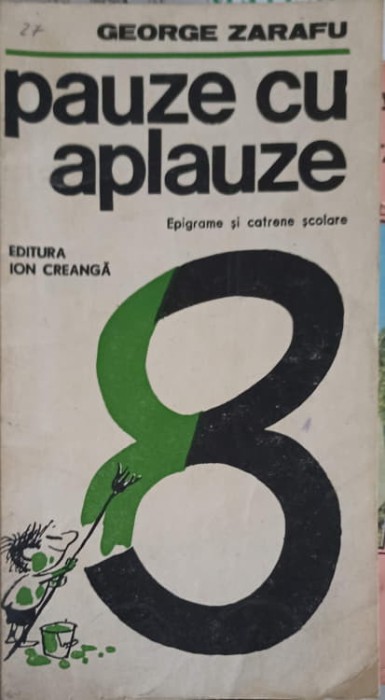 27
GEORGE ZARAFU
pauze cu
aplauze
Epigrame și catrene școlare
EDITURA
ION CREANGĂ
8